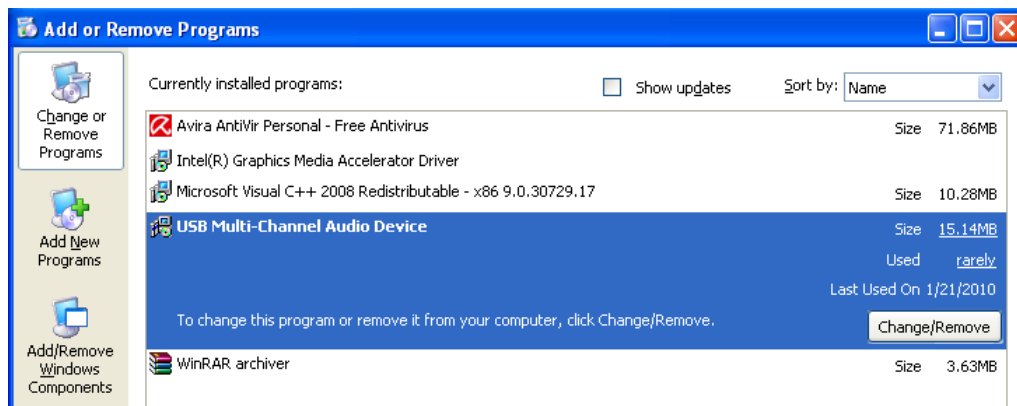 Add or Remove Programs
Change or
Remove
Programs
Add New
Programs
Add/Remove
Windows
Components
Currently installed programs: Show updates Sort by: Name
Avira AntiVir Personal - Free Antivirus Size 71.86MB
Intel(R) Graphics Media Accelerator Driver
Microsoft Visual C++ 2008 Redistributable - x86 9.0.30729.17 Size 10.28MB
USB Multi-Channel Audio Device Size 15.14MB
Used rarely
Last Used On 1/21/2010
To change this program or remove it from your computer, click Change/Remove. Change/Remove
WinRAR archiver Size 3.63MB